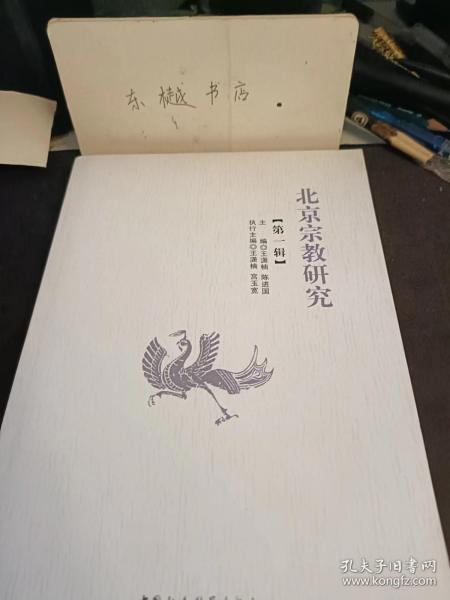 东樾书店
北京宗教研究
【第一辑】
主 编◎王潇楠 陈进国
执行主编◎王潇楠 宫玉宽
孔夫子旧书网
www.kongfz.com